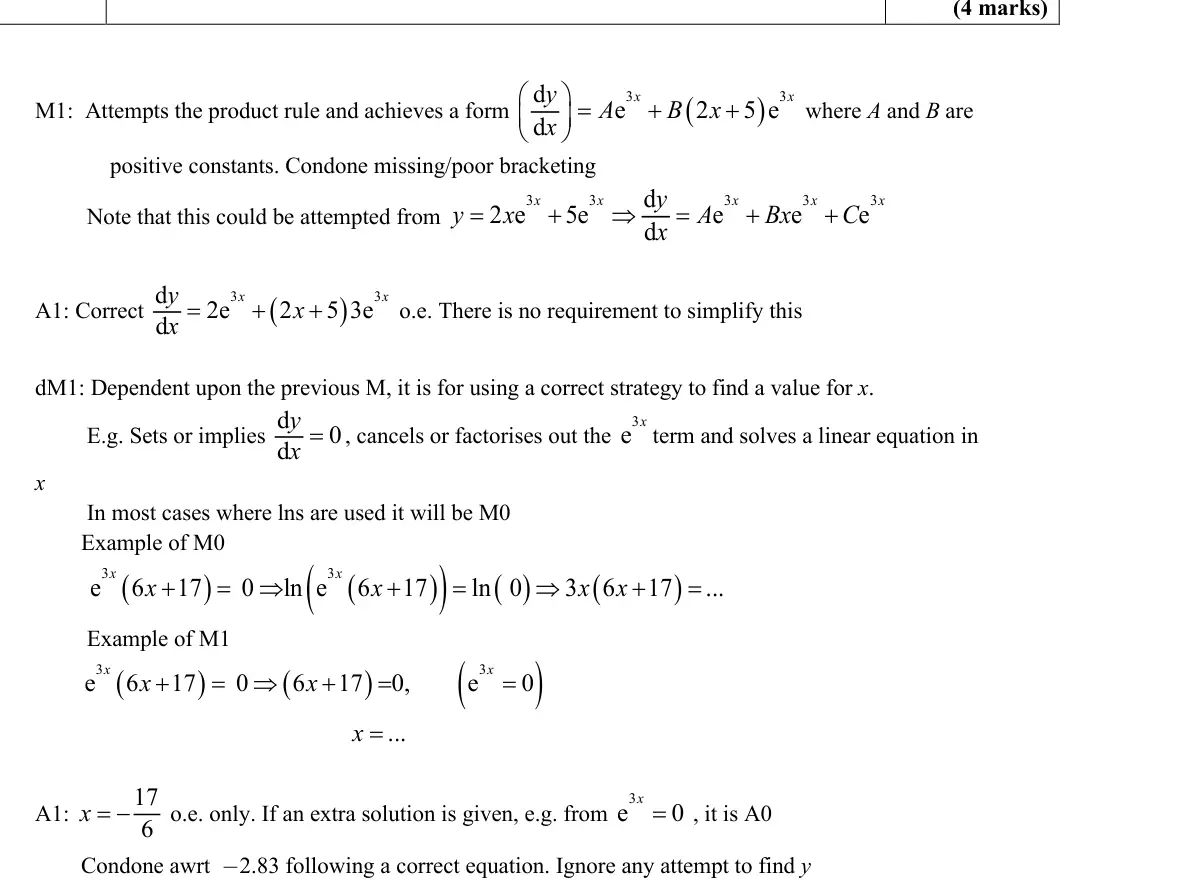 (4 marks)
M1: Attempts the product rule and achieves a form (dy/dx) = Ae^{3x} + B(2x+5)e^{3x} where A and B are
positive constants. Condone missing/poor bracketing
Note that this could be attempted from y = 2xe^{3x} + 5e^{3x} ⇒ dy/dx = Ae^{3x} + Bxe^{3x} + Ce^{3x}
A1: Correct dy/dx = 2e^{3x} + (2x+5)3e^{3x} o.e. There is no requirement to simplify this
dM1: Dependent upon the previous M, it is for using a correct strategy to find a value for x.
E.g. Sets or implies dy/dx = 0, cancels or factorises out the e^{3x} term and solves a linear equation in
x
In most cases where lns are used it will be M0
Example of M0
e^{3x}(6x+17) = 0 ⇒ ln(e^{3x}(6x+17)) = ln(0) ⇒ 3x(6x+17) = ...
Example of M1
e^{3x}(6x+17) = 0 ⇒ (6x+17) =0, (e^{3x} = 0)
x = ...
A1: x = −17/6 o.e. only. If an extra solution is given, e.g. from e^{3x} = 0 , it is A0
Condone awrt −2.83 following a correct equation. Ignore any attempt to find y